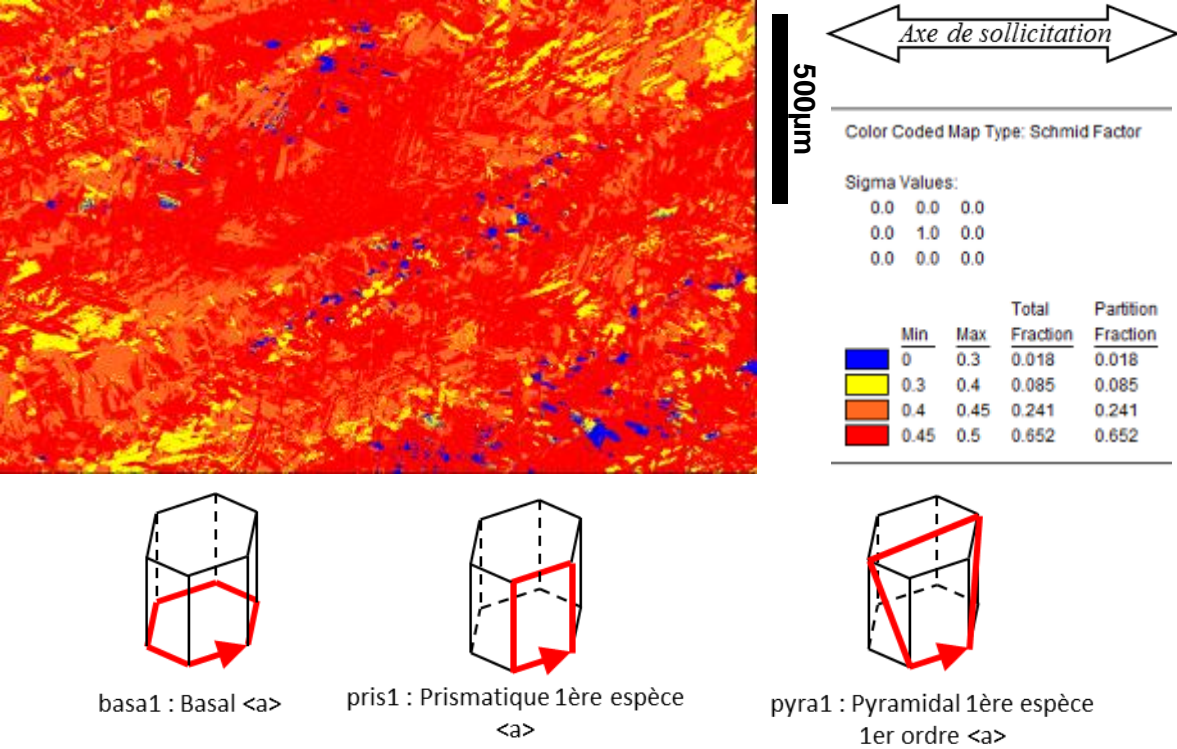 Axe de sollicitation
500µm
Color Coded Map Type: Schmid Factor
Sigma Values:
0.0 0.0 0.0
0.0 1.0 0.0
0.0 0.0 0.0
Total Partition
Min Max Fraction Fraction
0 0.3 0.018 0.018
0.3 0.4 0.085 0.085
0.4 0.45 0.241 0.241
0.45 0.5 0.652 0.652
basa1 : Basal <a>
pris1 : Prismatique 1ère espèce
<a>
pyra1 : Pyramidal 1ère espèce
1er ordre <a>